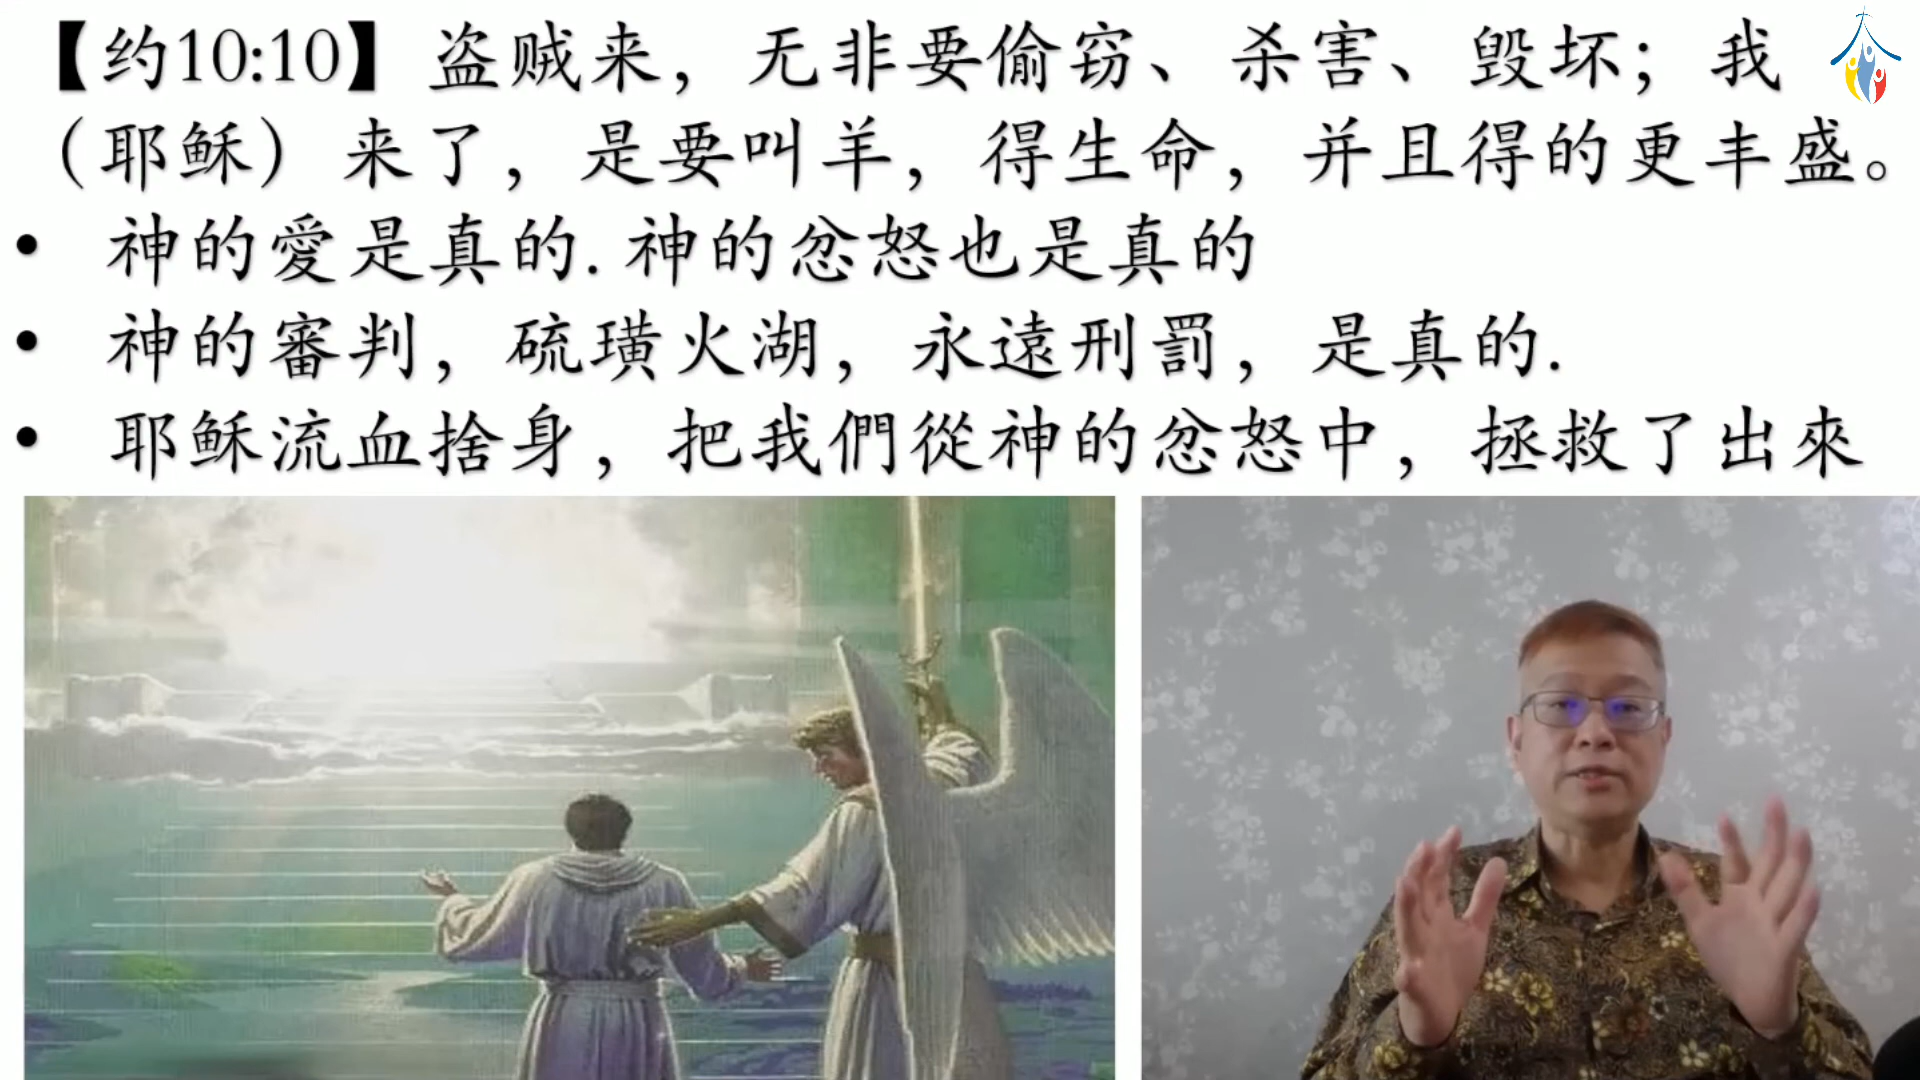 【约10:10】盗贼来，无非要偷窃、杀害、毁坏；我
（耶稣）来了，是要叫羊，得生命，并且得的更丰盛。
• 神的愛是真的. 神的忿怒也是真的
• 神的審判，硫璜火湖，永遠刑罰，是真的.
• 耶稣流血捨身，把我們從神的忿怒中，拯救了出來